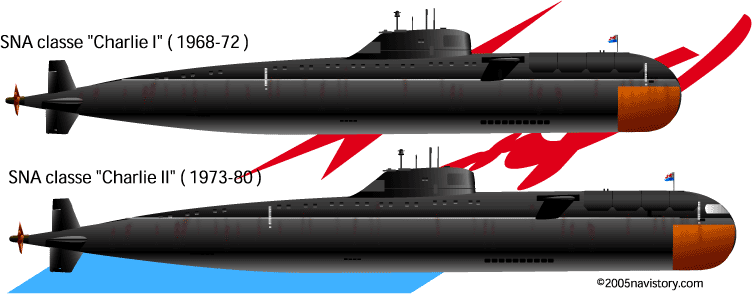 SNA classe "Charlie I" ( 1968-72 )
SNA classe "Charlie II" ( 1973-80 )
©2005navistory.com